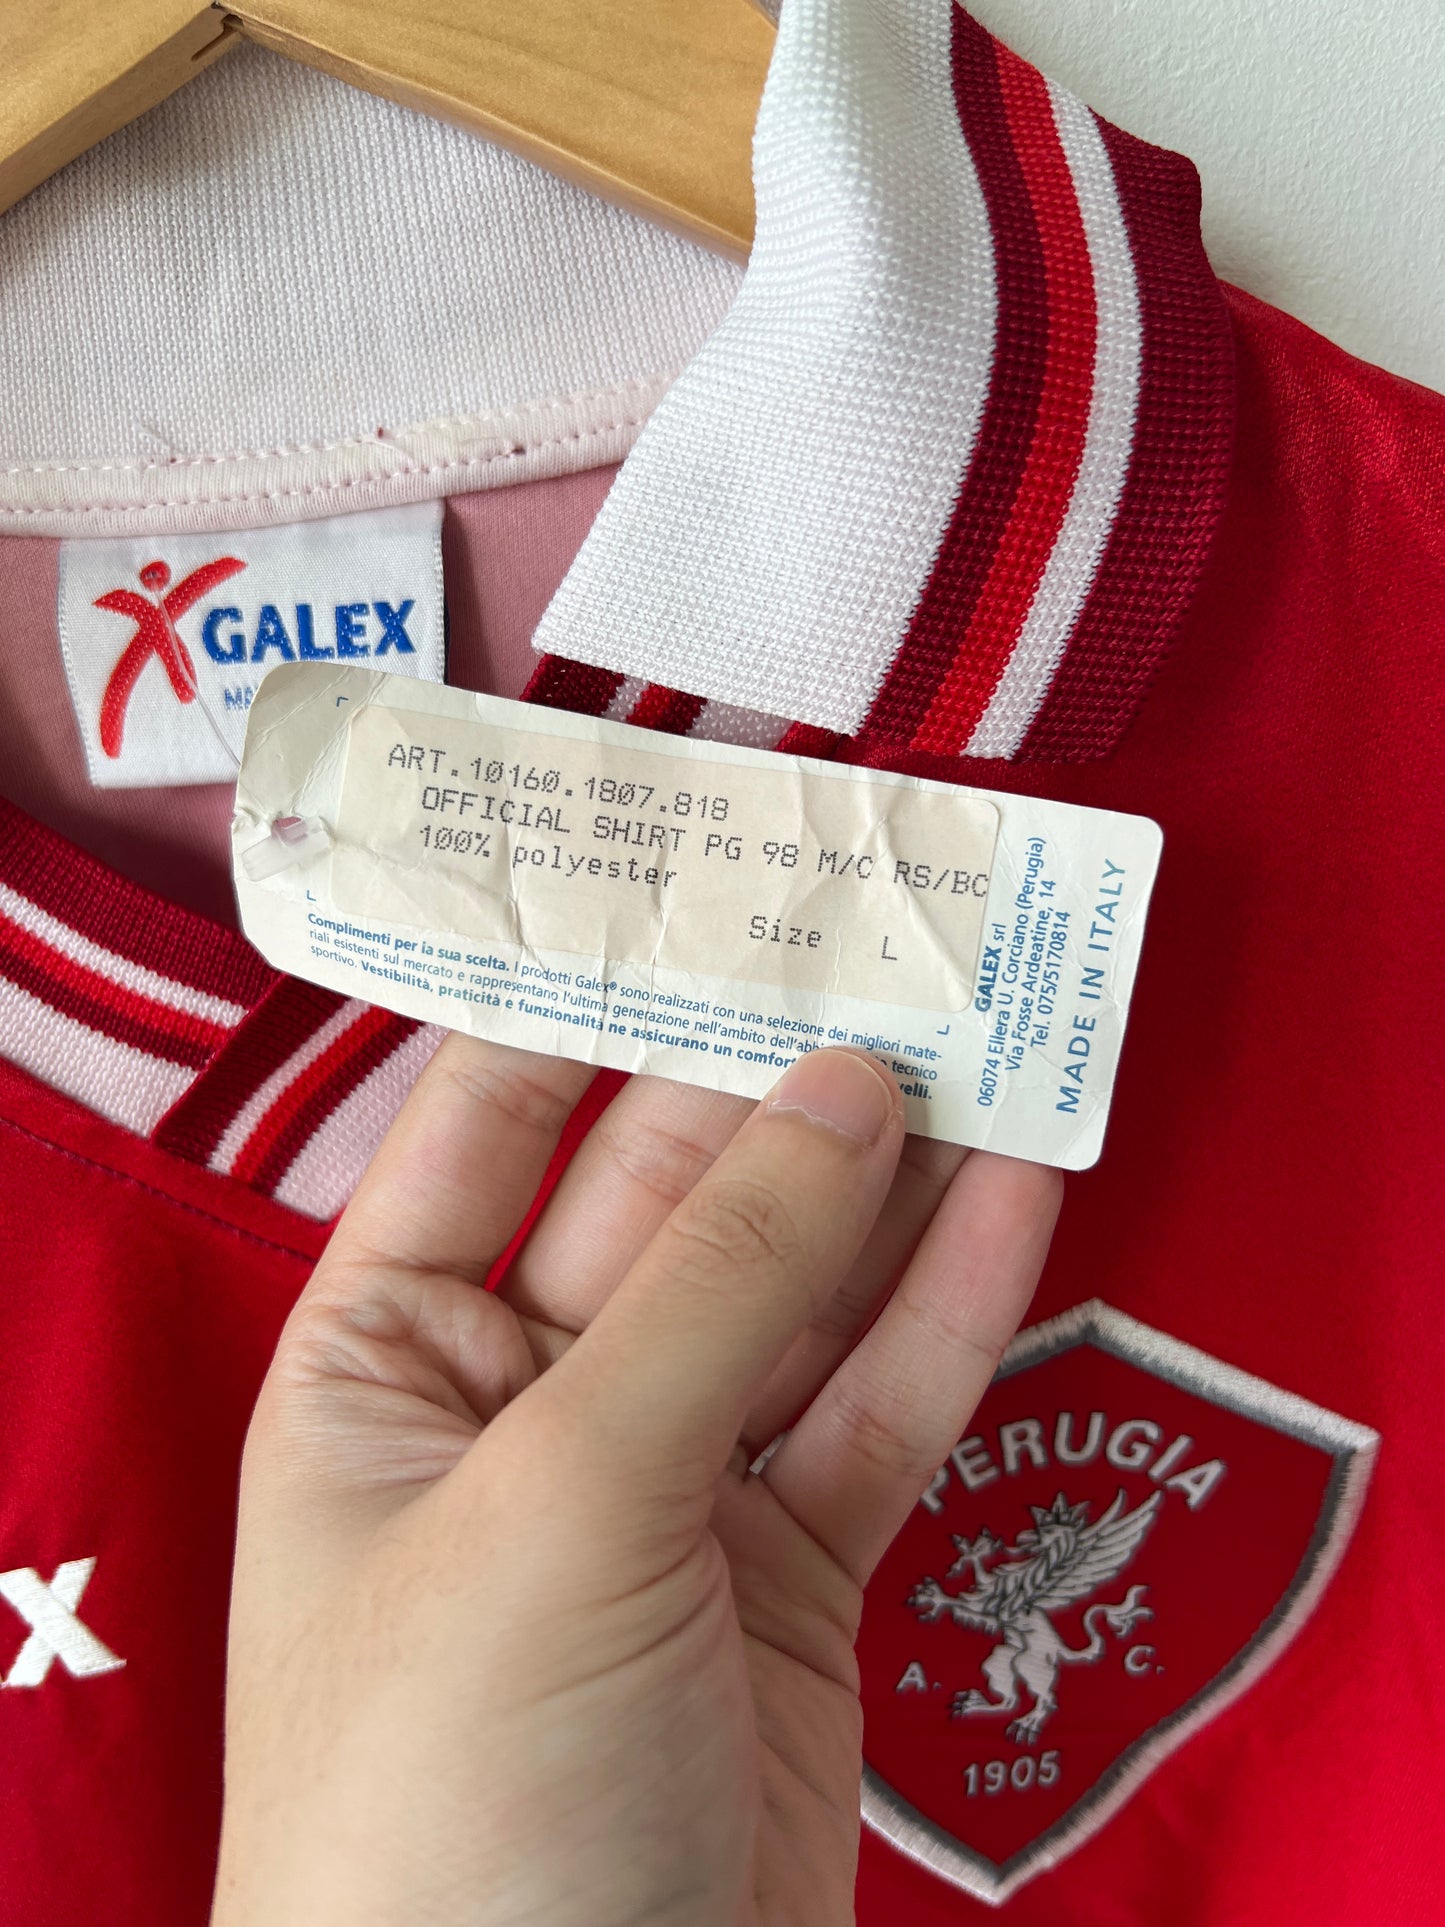 GALEX
ART.10160.1807.818
OFFICIAL SHIRT PG 98 M/C RS/BC
100% polyester
Size L
Complimenti per la sua scelta. I prodotti Galex® sono realizzati con una selezione dei migliori mate-
riali esistenti sul mercato e rappresentano l'ultima generazione nell'ambito dell'abbi tecnico
sportivo. Vestibilità, praticità e funzionalità ne assicurano un comfort
GALEX srl
06074 Ellera U. Corciano (Perugia)
Via Fosse Ardeatine, 14
Tel. 075/5170814
MADE IN ITALY
PERUGIA
A. C.
1905
X